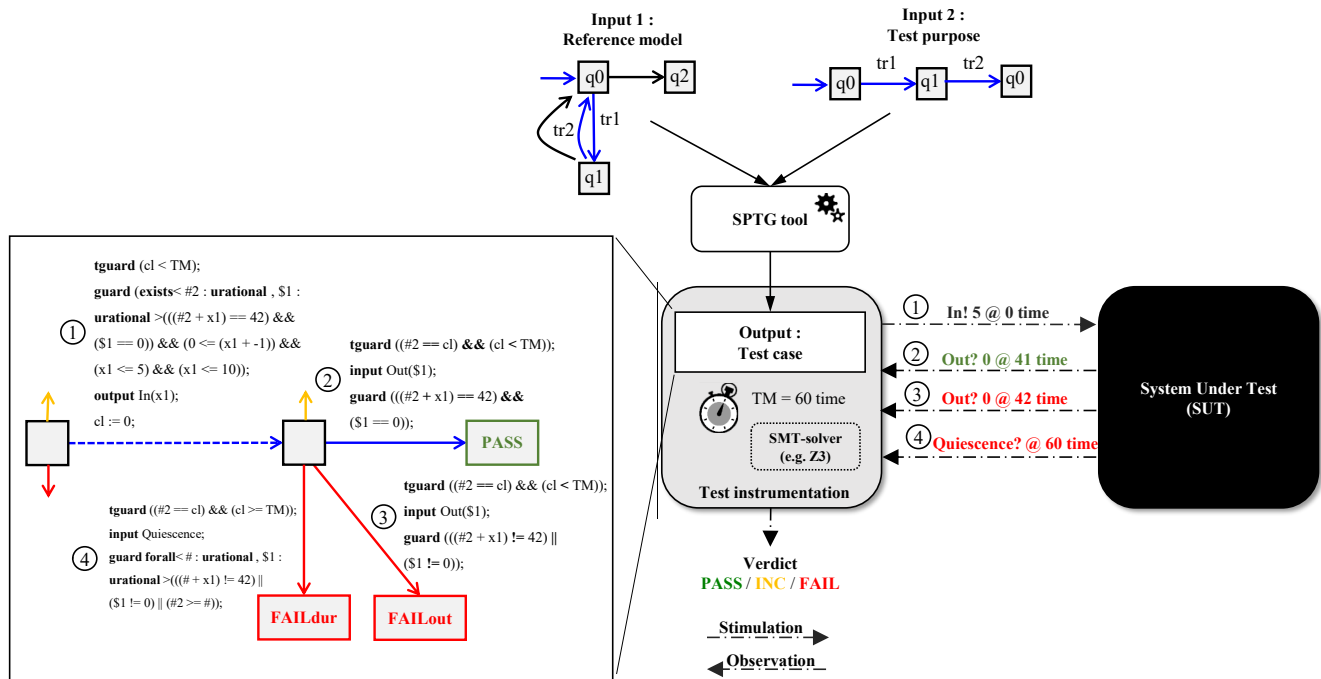 Input 1 :
Reference model
Input 2 :
Test purpose
q0
q2
tr2
tr1
q1
q0
tr1
q1
tr2
q0
SPTG tool
tguard (cl < TM);
guard (exists< #2 : urational , $1 :
urational >(((#2 + x1) == 42) &&
($1 == 0)) && (0 <= (x1 + -1)) &&
(x1 <= 5) && (x1 <= 10));
output In(x1);
cl := 0;
1
2
tguard ((#2 == cl) && (cl < TM));
input Out($1);
guard (((#2 + x1) == 42) &&
($1 == 0));
PASS
3
tguard ((#2 == cl) && (cl < TM));
input Out($1);
guard (((#2 + x1) != 42) ||
($1 != 0));
4
tguard ((#2 == cl) && (cl >= TM));
input Quiescence;
guard forall< # : urational , $1 :
urational >(((# + x1) != 42) ||
($1 != 0) || (#2 >= #));
FAILdur
FAILout
Output :
Test case
TM = 60 time
SMT-solver
(e.g. Z3)
Test instrumentation
1
In! 5 @ 0 time
2
Out? 0 @ 41 time
3
Out? 0 @ 42 time
4
Quiescence? @ 60 time
System Under Test
(SUT)
Verdict
PASS / INC / FAIL
Stimulation
Observation